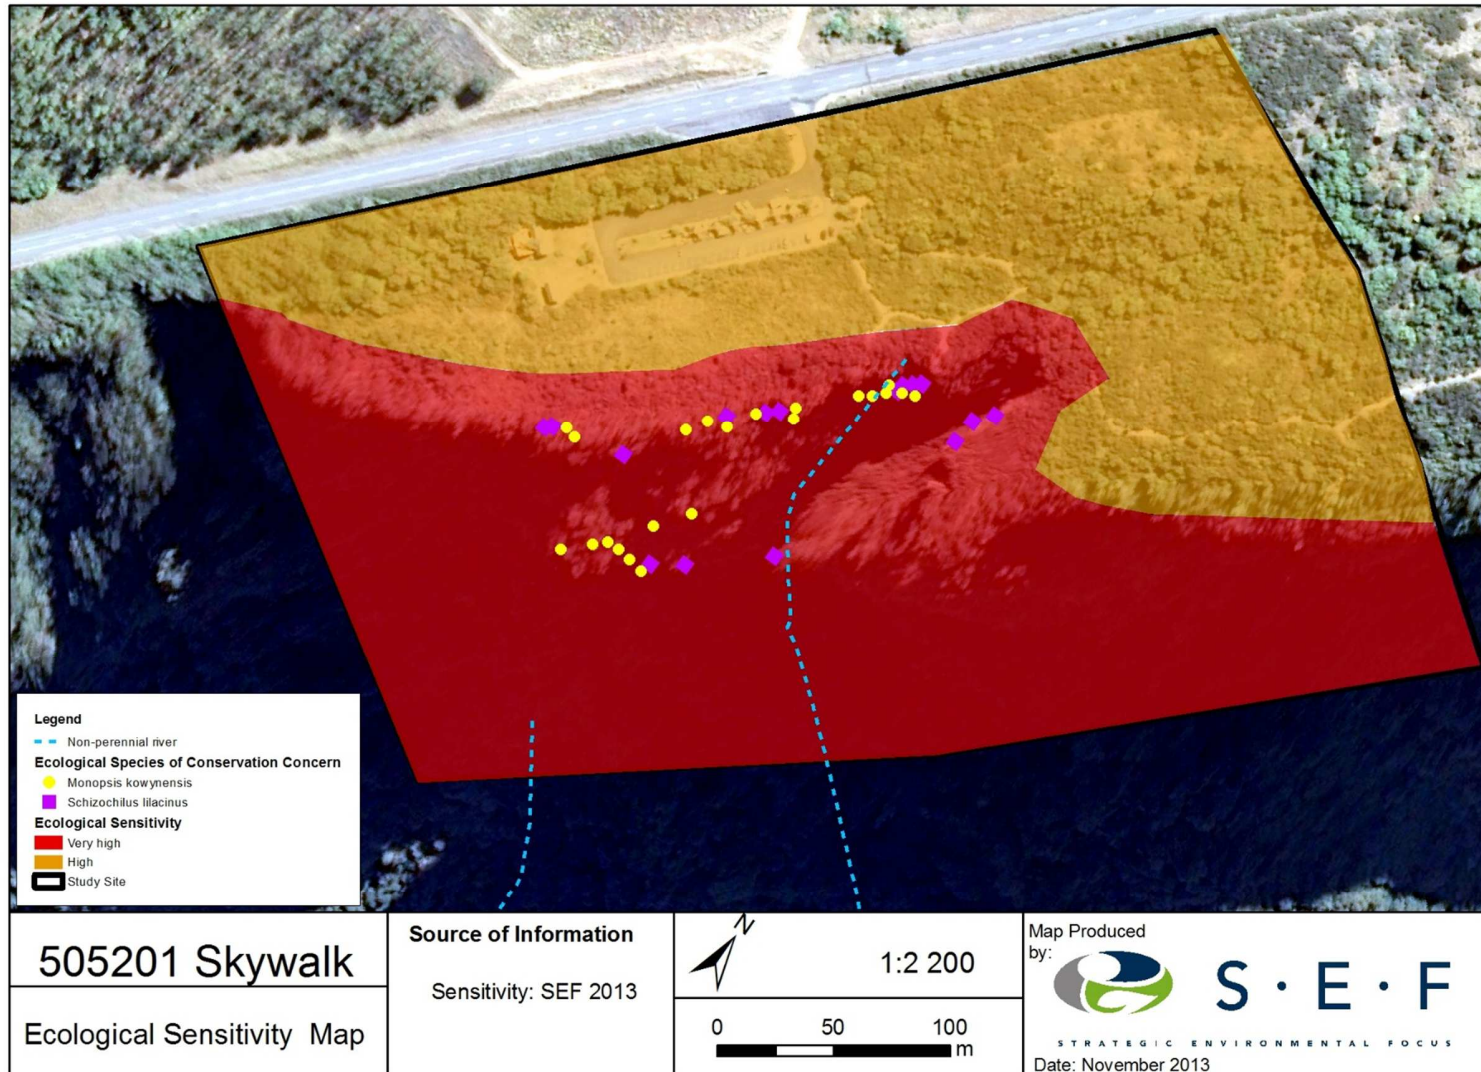 Legend
Non-perennial river
Ecological Species of Conservation Concern
Monopsis kowynensis
Schizochilus lilacinus
Ecological Sensitivity
Very high
High
Study Site
505201 Skywalk
Ecological Sensitivity Map
Source of Information
Sensitivity: SEF 2013
N
1:2 200
0 50 100
m
Map Produced
by:
S·E·F
STRATEGIC ENVIRONMENTAL FOCUS
Date: November 2013